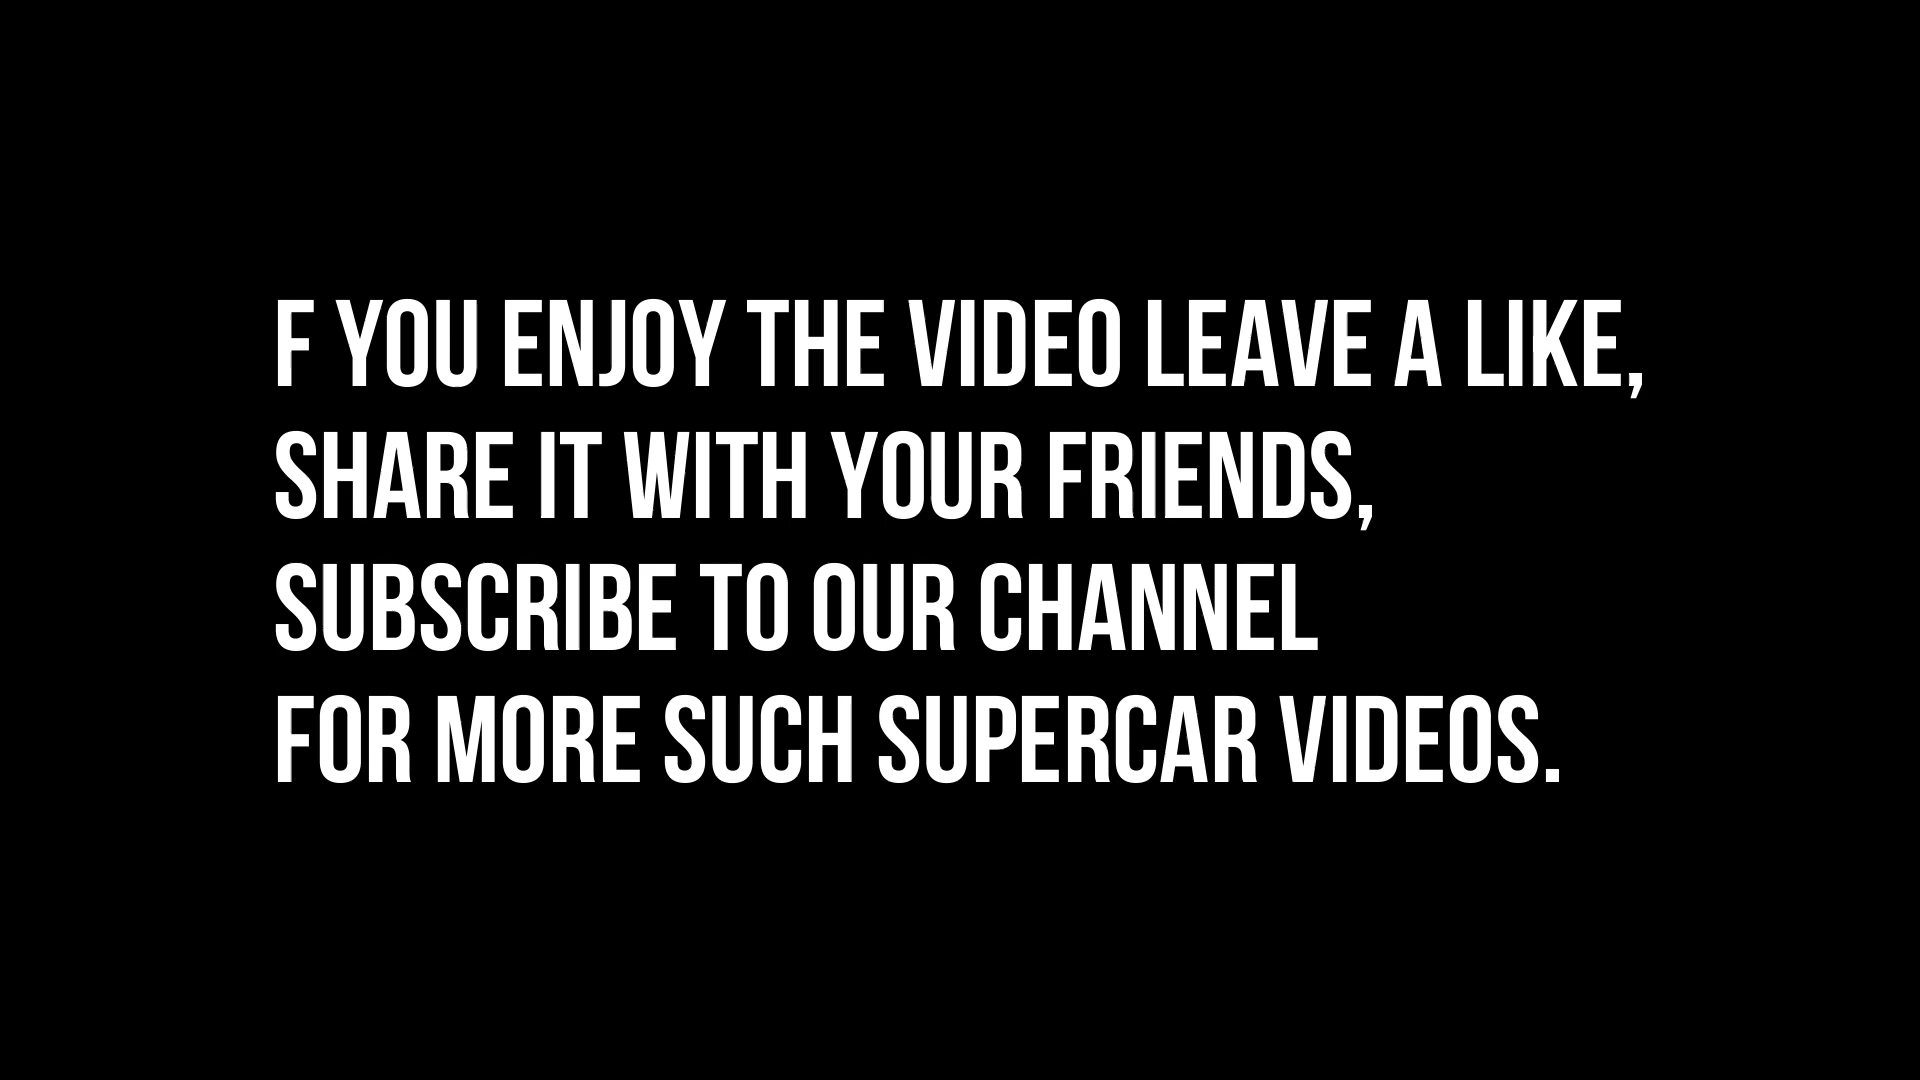 F YOU ENJOY THE VIDEO LEAVE A LIKE,
SHARE IT WITH YOUR FRIENDS,
SUBSCRIBE TO OUR CHANNEL
FOR MORE SUCH SUPERCAR VIDEOS.